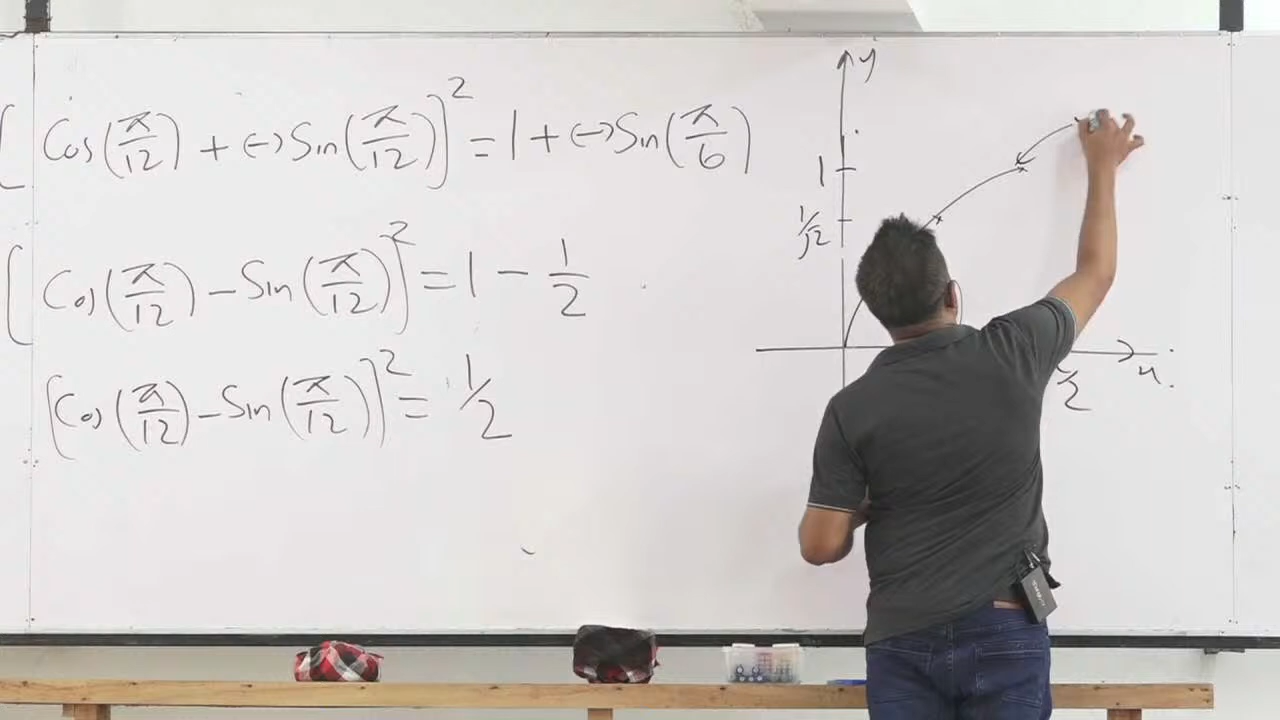 [Cos(π/12) + (-)Sin(π/12)]² = 1 + (-)Sin(π/6)
[Cos(π/12) - Sin(π/12)]² = 1 - 1/2
[Cos(π/12) - Sin(π/12)]² = 1/2
y
1
1/√2
x
/2